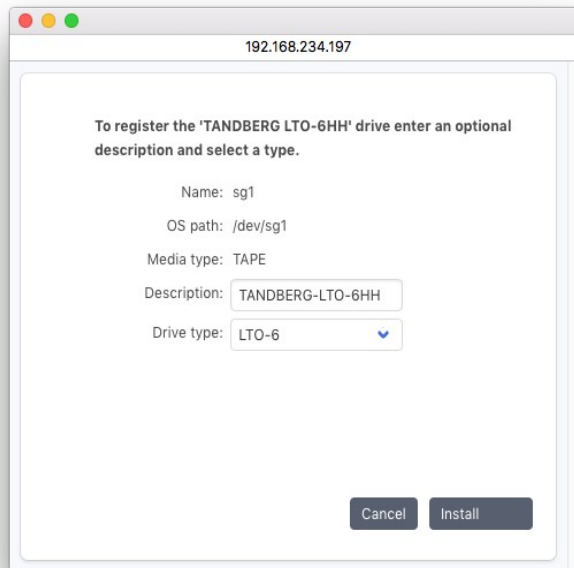 192.168.234.197
To register the 'TANDBERG LTO-6HH' drive enter an optional
description and select a type.
Name: sg1
OS path: /dev/sg1
Media type: TAPE
Description: TANDBERG-LTO-6HH
Drive type: LTO-6
Cancel Install